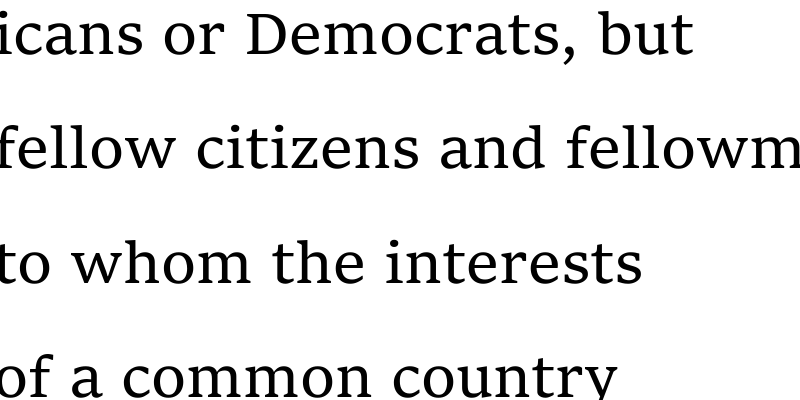 icans or Democrats, but
fellow citizens and fellowm
to whom the interests
of a common country